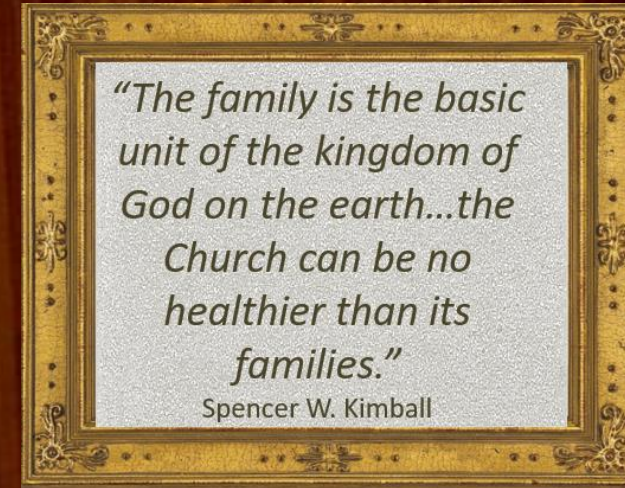 “The family is the basic
unit of the kingdom of
God on the earth...the
Church can be no
healthier than its
families.”
Spencer W. Kimball